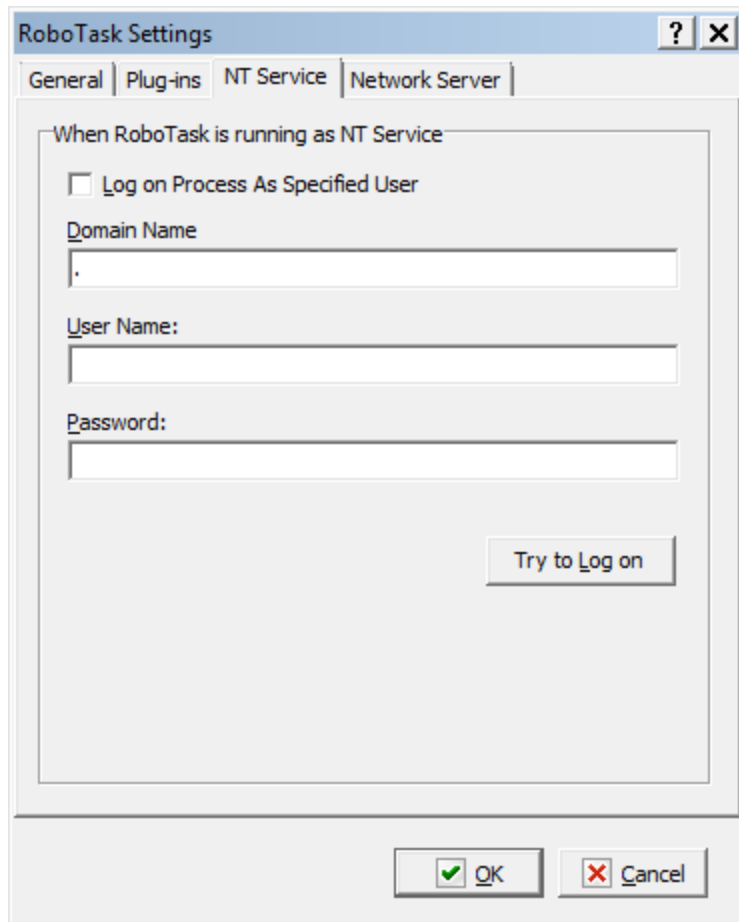 RoboTask Settings
General Plug-ins NT Service Network Server
When RoboTask is running as NT Service
Log on Process As Specified User
Domain Name
.
User Name:
Password:
Try to Log on
OK Cancel